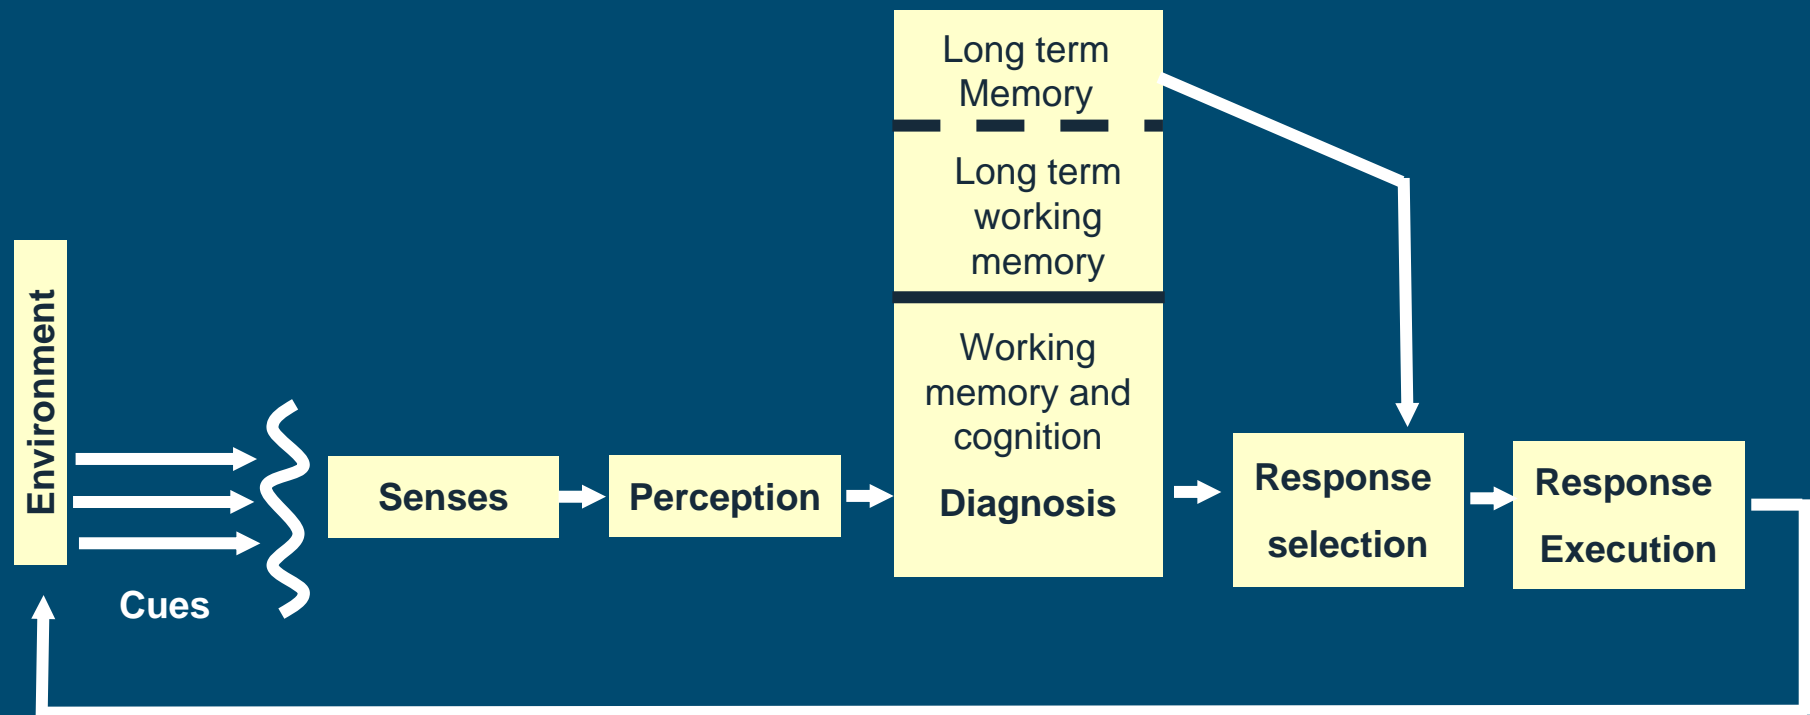 Long term
Memory
Long term
working
memory
Working
memory and
cognition
Diagnosis
Environment
Cues
Senses
Perception
Response
selection
Response
Execution